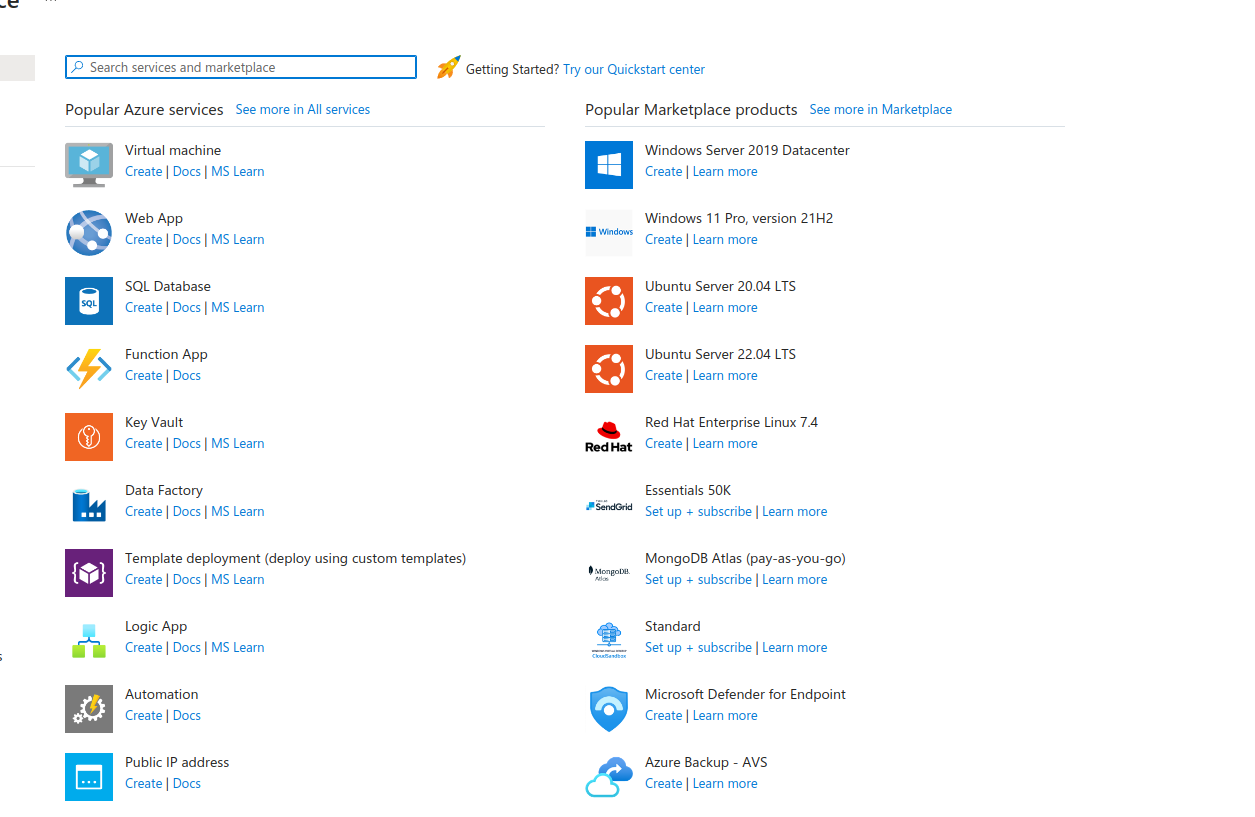 ce ...
Search services and marketplace
Getting Started? Try our Quickstart center
Popular Azure services See more in All services
Virtual machine
Create | Docs | MS Learn
Web App
Create | Docs | MS Learn
SQL
SQL Database
Create | Docs | MS Learn
Function App
Create | Docs
Key Vault
Create | Docs | MS Learn
Data Factory
Create | Docs | MS Learn
Template deployment (deploy using custom templates)
Create | Docs | MS Learn
Logic App
Create | Docs | MS Learn
s
Automation
Create | Docs
Public IP address
Create | Docs
Popular Marketplace products See more in Marketplace
Windows Server 2019 Datacenter
Create | Learn more
Windows
Windows 11 Pro, version 21H2
Create | Learn more
Ubuntu Server 20.04 LTS
Create | Learn more
Ubuntu Server 22.04 LTS
Create | Learn more
Red Hat
Red Hat Enterprise Linux 7.4
Create | Learn more
SendGrid
Essentials 50K
Set up + subscribe | Learn more
MongoDB.
Atlas
MongoDB Atlas (pay-as-you-go)
Set up + subscribe | Learn more
CloudSandbox
Standard
Set up + subscribe | Learn more
Microsoft Defender for Endpoint
Create | Learn more
Azure Backup - AVS
Create | Learn more